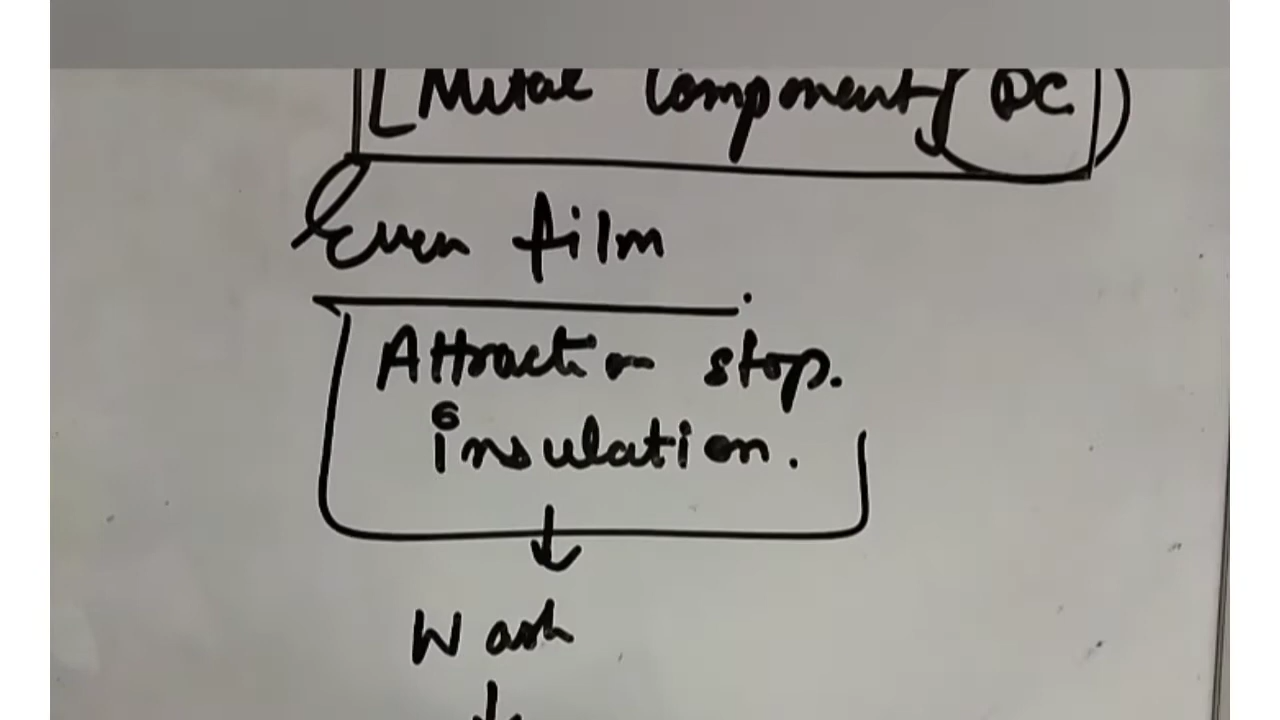 [Metal Component (DC)
Even film
Attraction stop.
insulation.
Wash